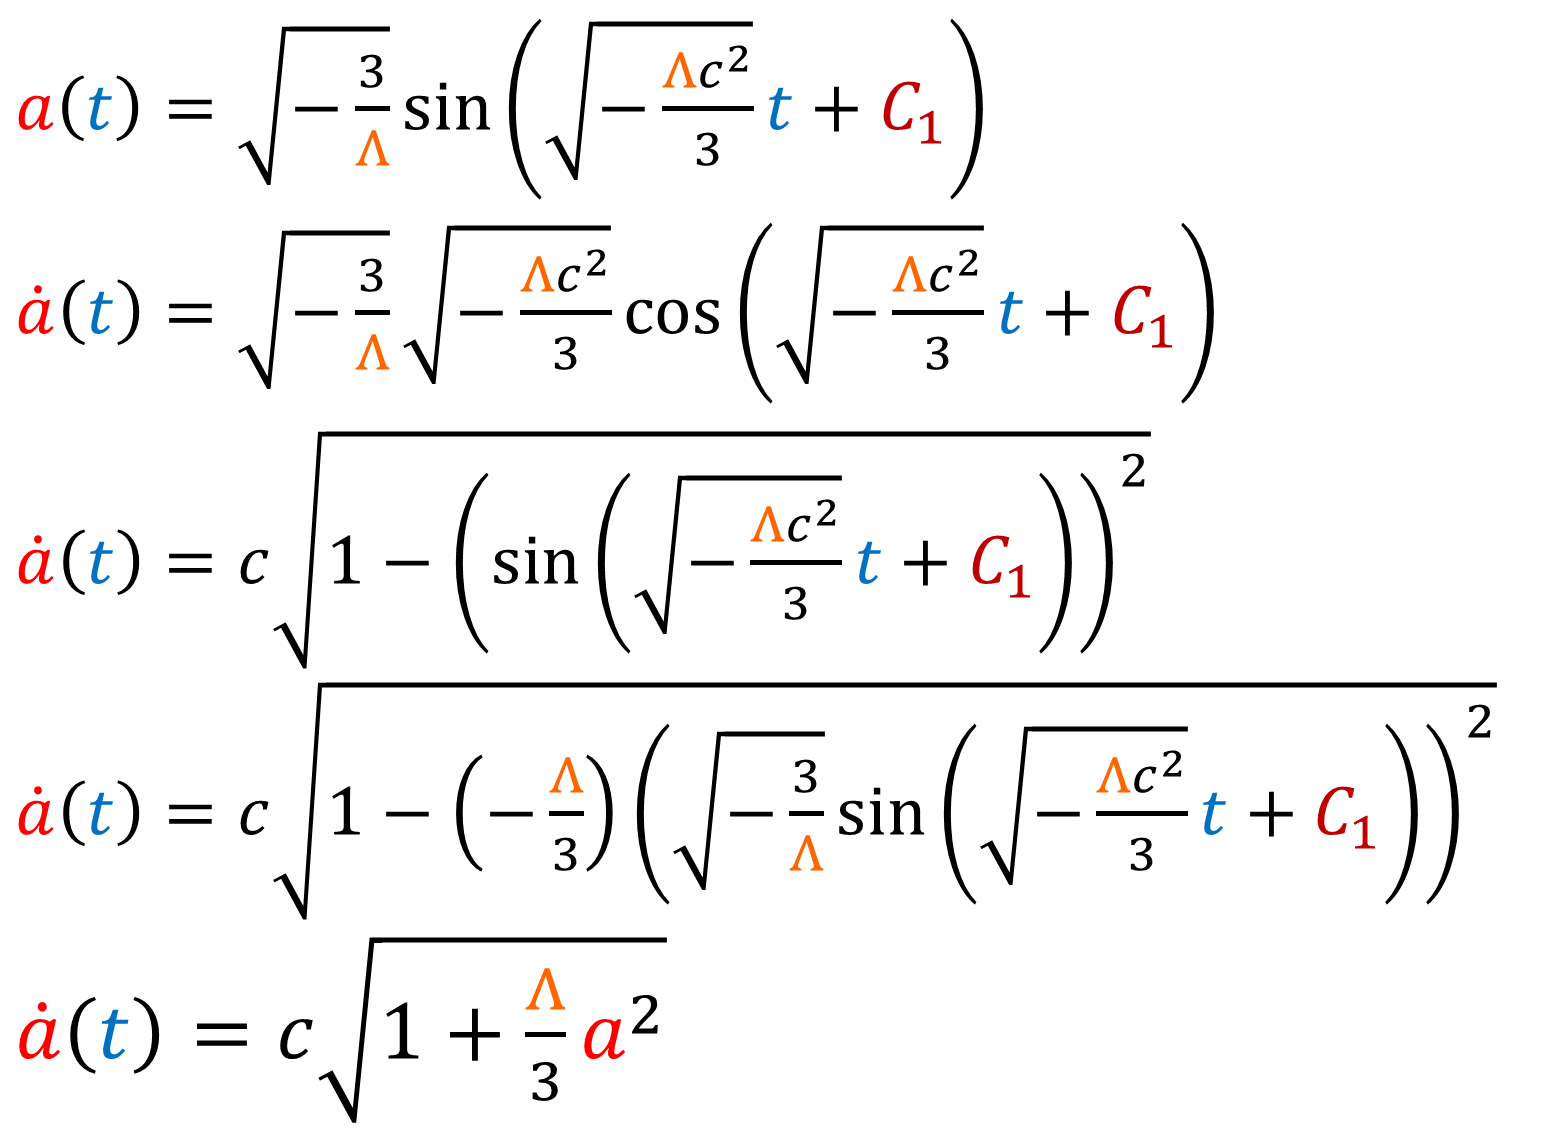 a(t) = √(−3/Λ) sin(√(−Λc²/3) t + C₁)
ȧ(t) = √(−3/Λ) √(−Λc²/3) cos(√(−Λc²/3) t + C₁)
ȧ(t) = c√(1 − (sin(√(−Λc²/3) t + C₁))²)
ȧ(t) = c√(1 − (−Λ/3)(√(−3/Λ) sin(√(−Λc²/3) t + C₁))²)
ȧ(t) = c√(1 + Λ/3 a²)